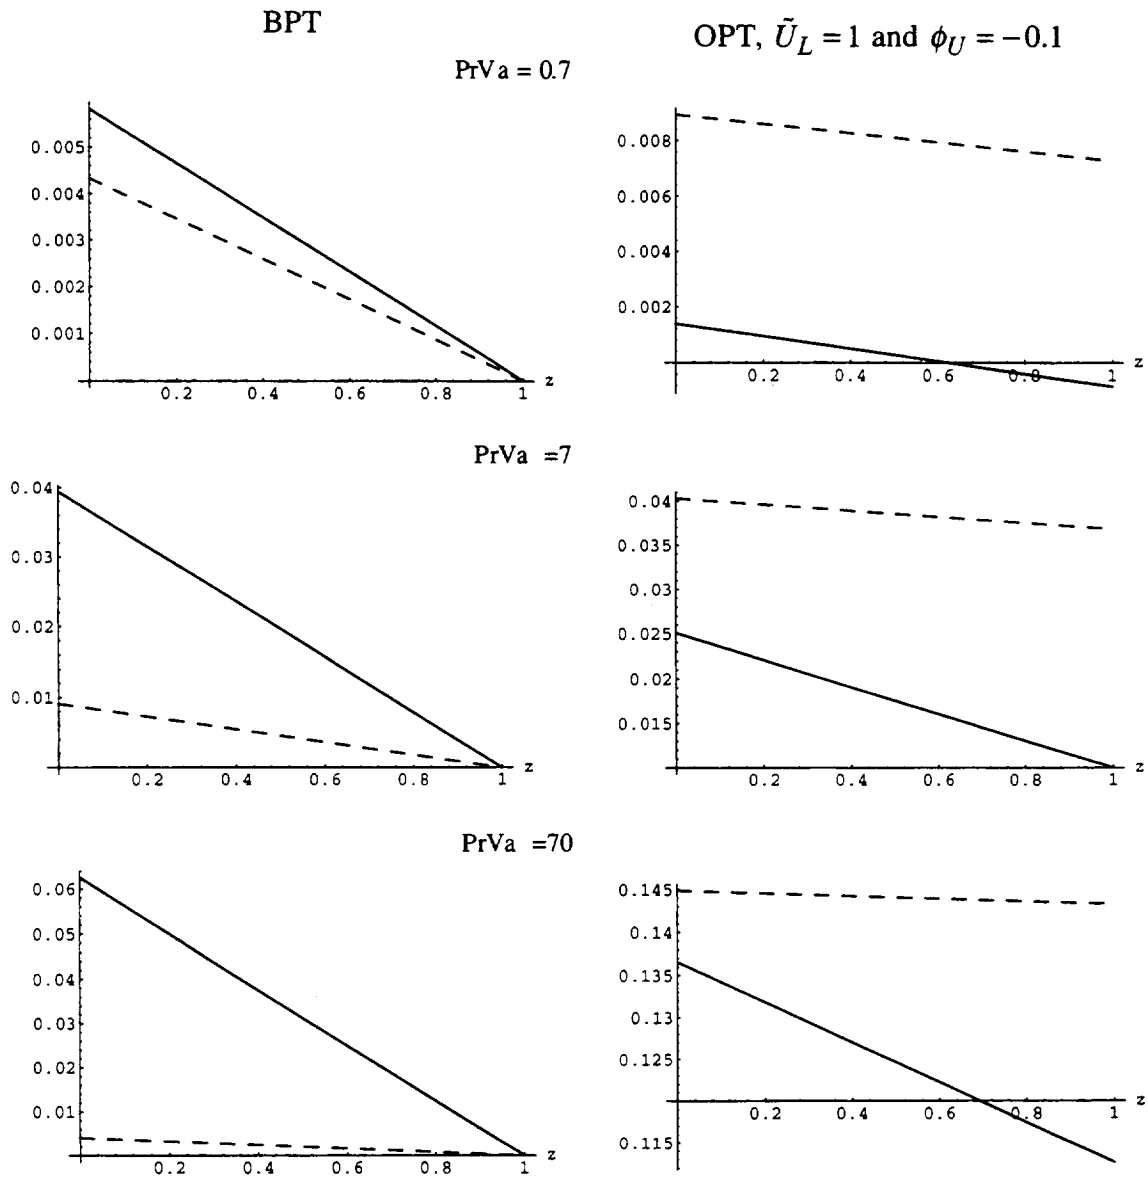 BPT
OPT, Ũ_L = 1 and ϕ_U = −0.1
PrVa = 0.7
0.005
0.004
0.003
0.002
0.001
0.2 0.4 0.6 0.8 1 z
0.008
0.006
0.004
0.002
0.2 0.4 0.6 0.8 1 z
PrVa =7
0.04
0.03
0.02
0.01
0.2 0.4 0.6 0.8 1 z
0.04
0.035
0.03
0.025
0.02
0.015
0.2 0.4 0.6 0.8 1 z
PrVa =70
0.06
0.05
0.04
0.03
0.02
0.01
0.2 0.4 0.6 0.8 1 z
0.145
0.14
0.135
0.13
0.125
0.2 0.4 0.6 0.8 1 z
0.115